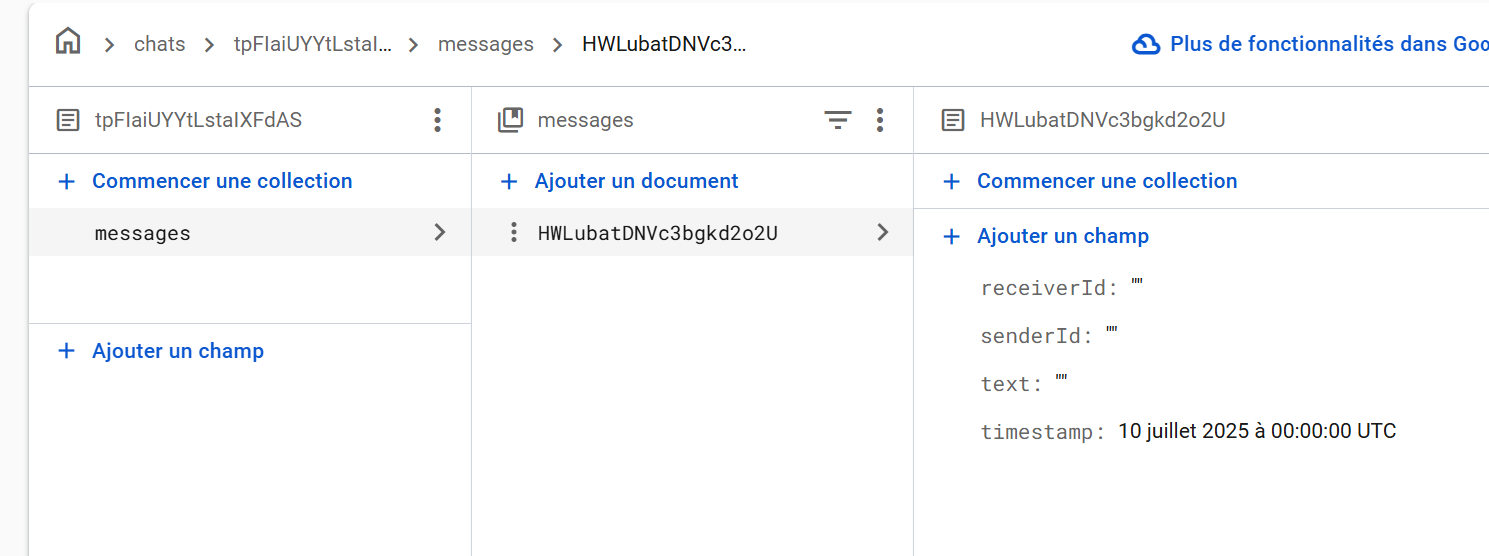 chats tpFIaiUYYtLstaI... messages HWLubatDNVc3... Plus de fonctionnalités dans Goo
tpFIaiUYYtLstaIXFdAS
messages
HWLubatDNVc3bgkd2o2U
+ Commencer une collection
+ Ajouter un document
+ Commencer une collection
messages
HWLubatDNVc3bgkd2o2U
+ Ajouter un champ
receiverId: ""
senderId: ""
+ Ajouter un champ
text: ""
timestamp: 10 juillet 2025 à 00:00:00 UTC